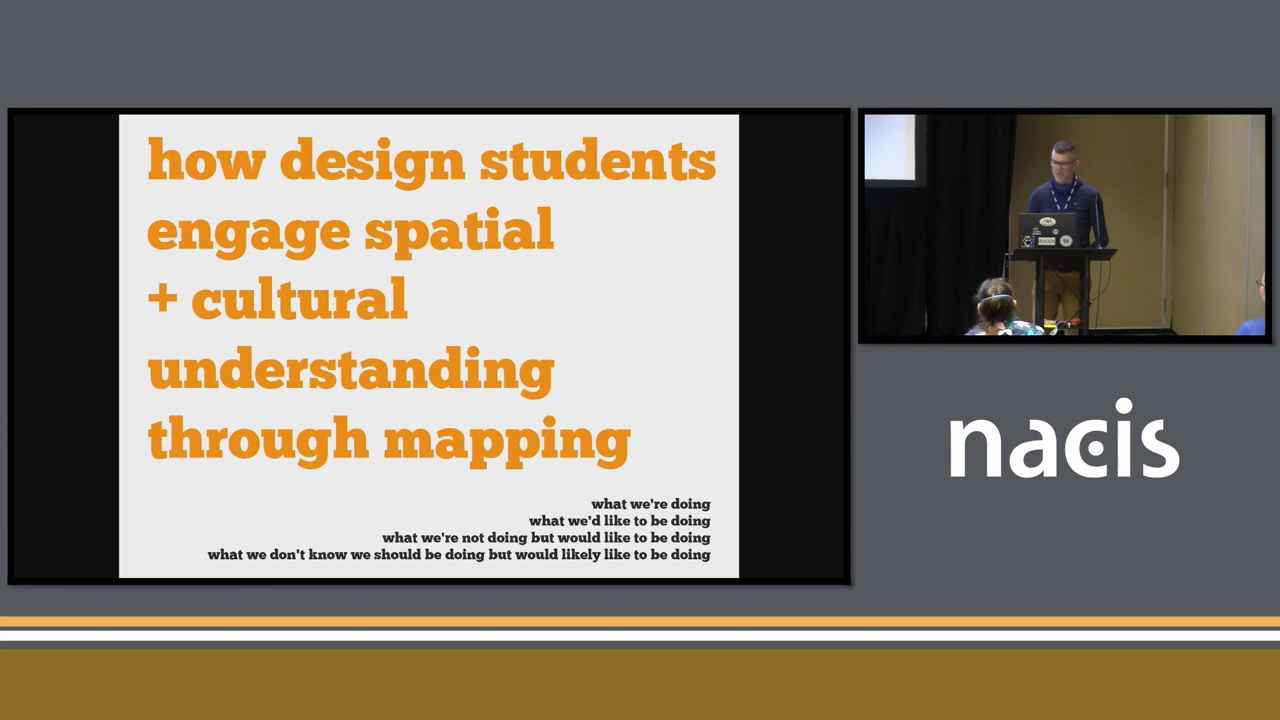 how design students
engage spatial
+ cultural
understanding
through mapping
what we're doing
what we'd like to be doing
what we're not doing but would like to be doing
what we don't know we should be doing but would likely like to be doing
nacis